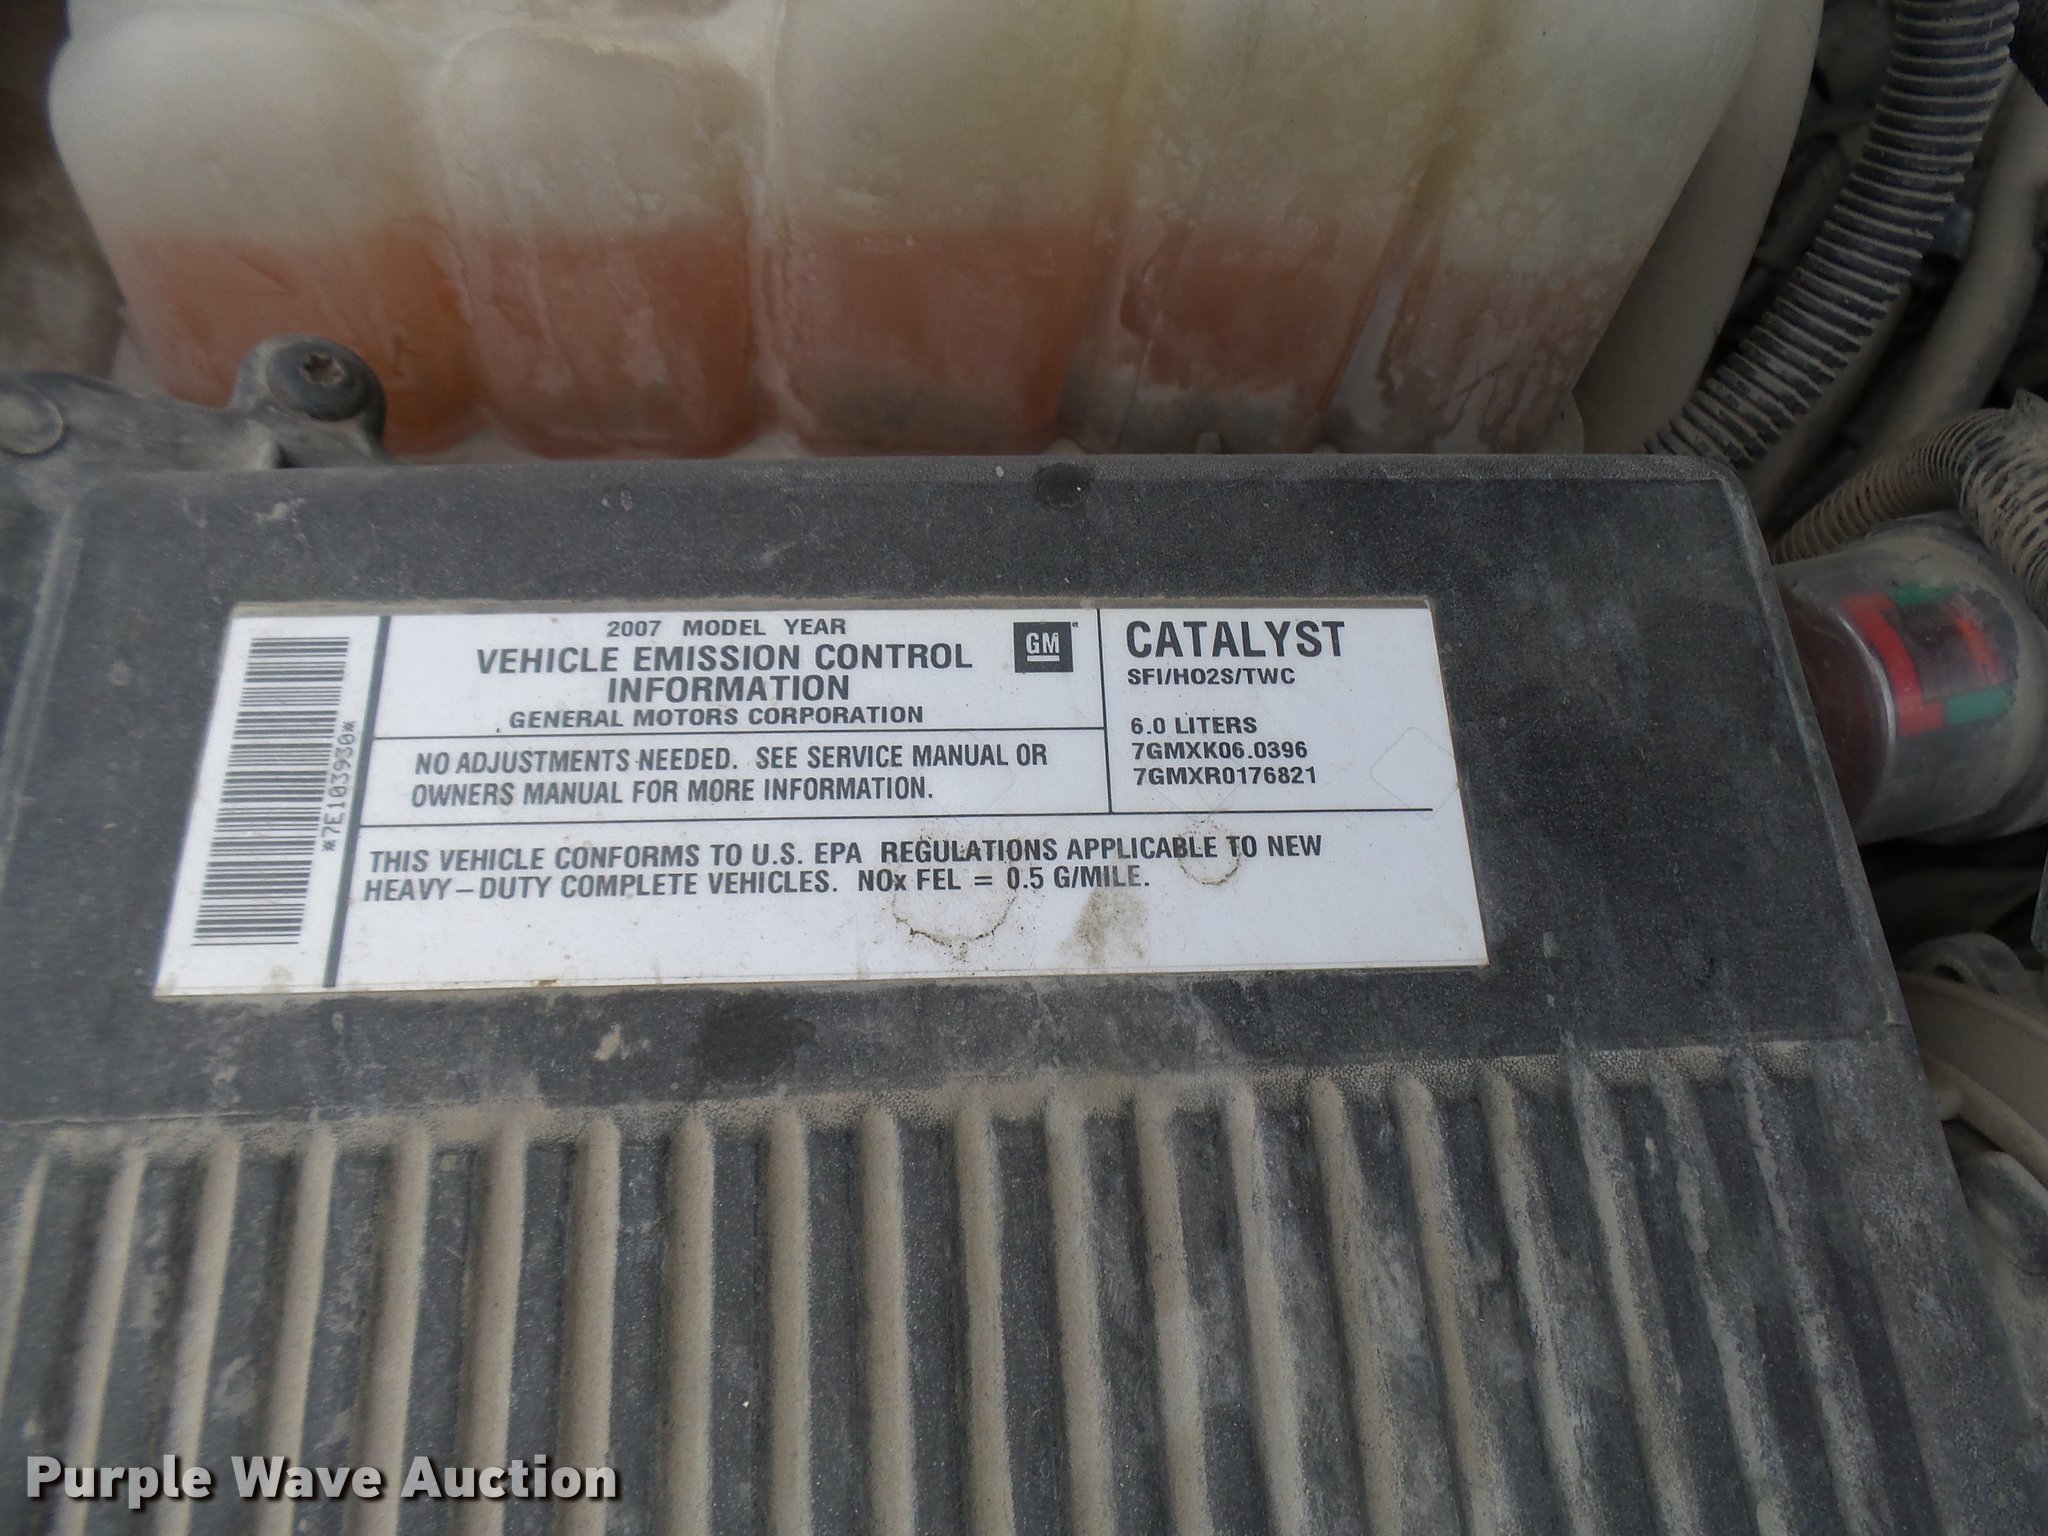 2007 MODEL YEAR
VEHICLE EMISSION CONTROL
INFORMATION
GENERAL MOTORS CORPORATION
GM
CATALYST
SFI/HO2S/TWC
6.0 LITERS
7GMXK06.0396
7GMXR0176821
NO ADJUSTMENTS NEEDED. SEE SERVICE MANUAL OR
OWNERS MANUAL FOR MORE INFORMATION.
THIS VEHICLE CONFORMS TO U.S. EPA REGULATIONS APPLICABLE TO NEW
HEAVY-DUTY COMPLETE VEHICLES. NOx FEL = 0.5 G/MILE.
*7E103930*
Purple Wave Auction